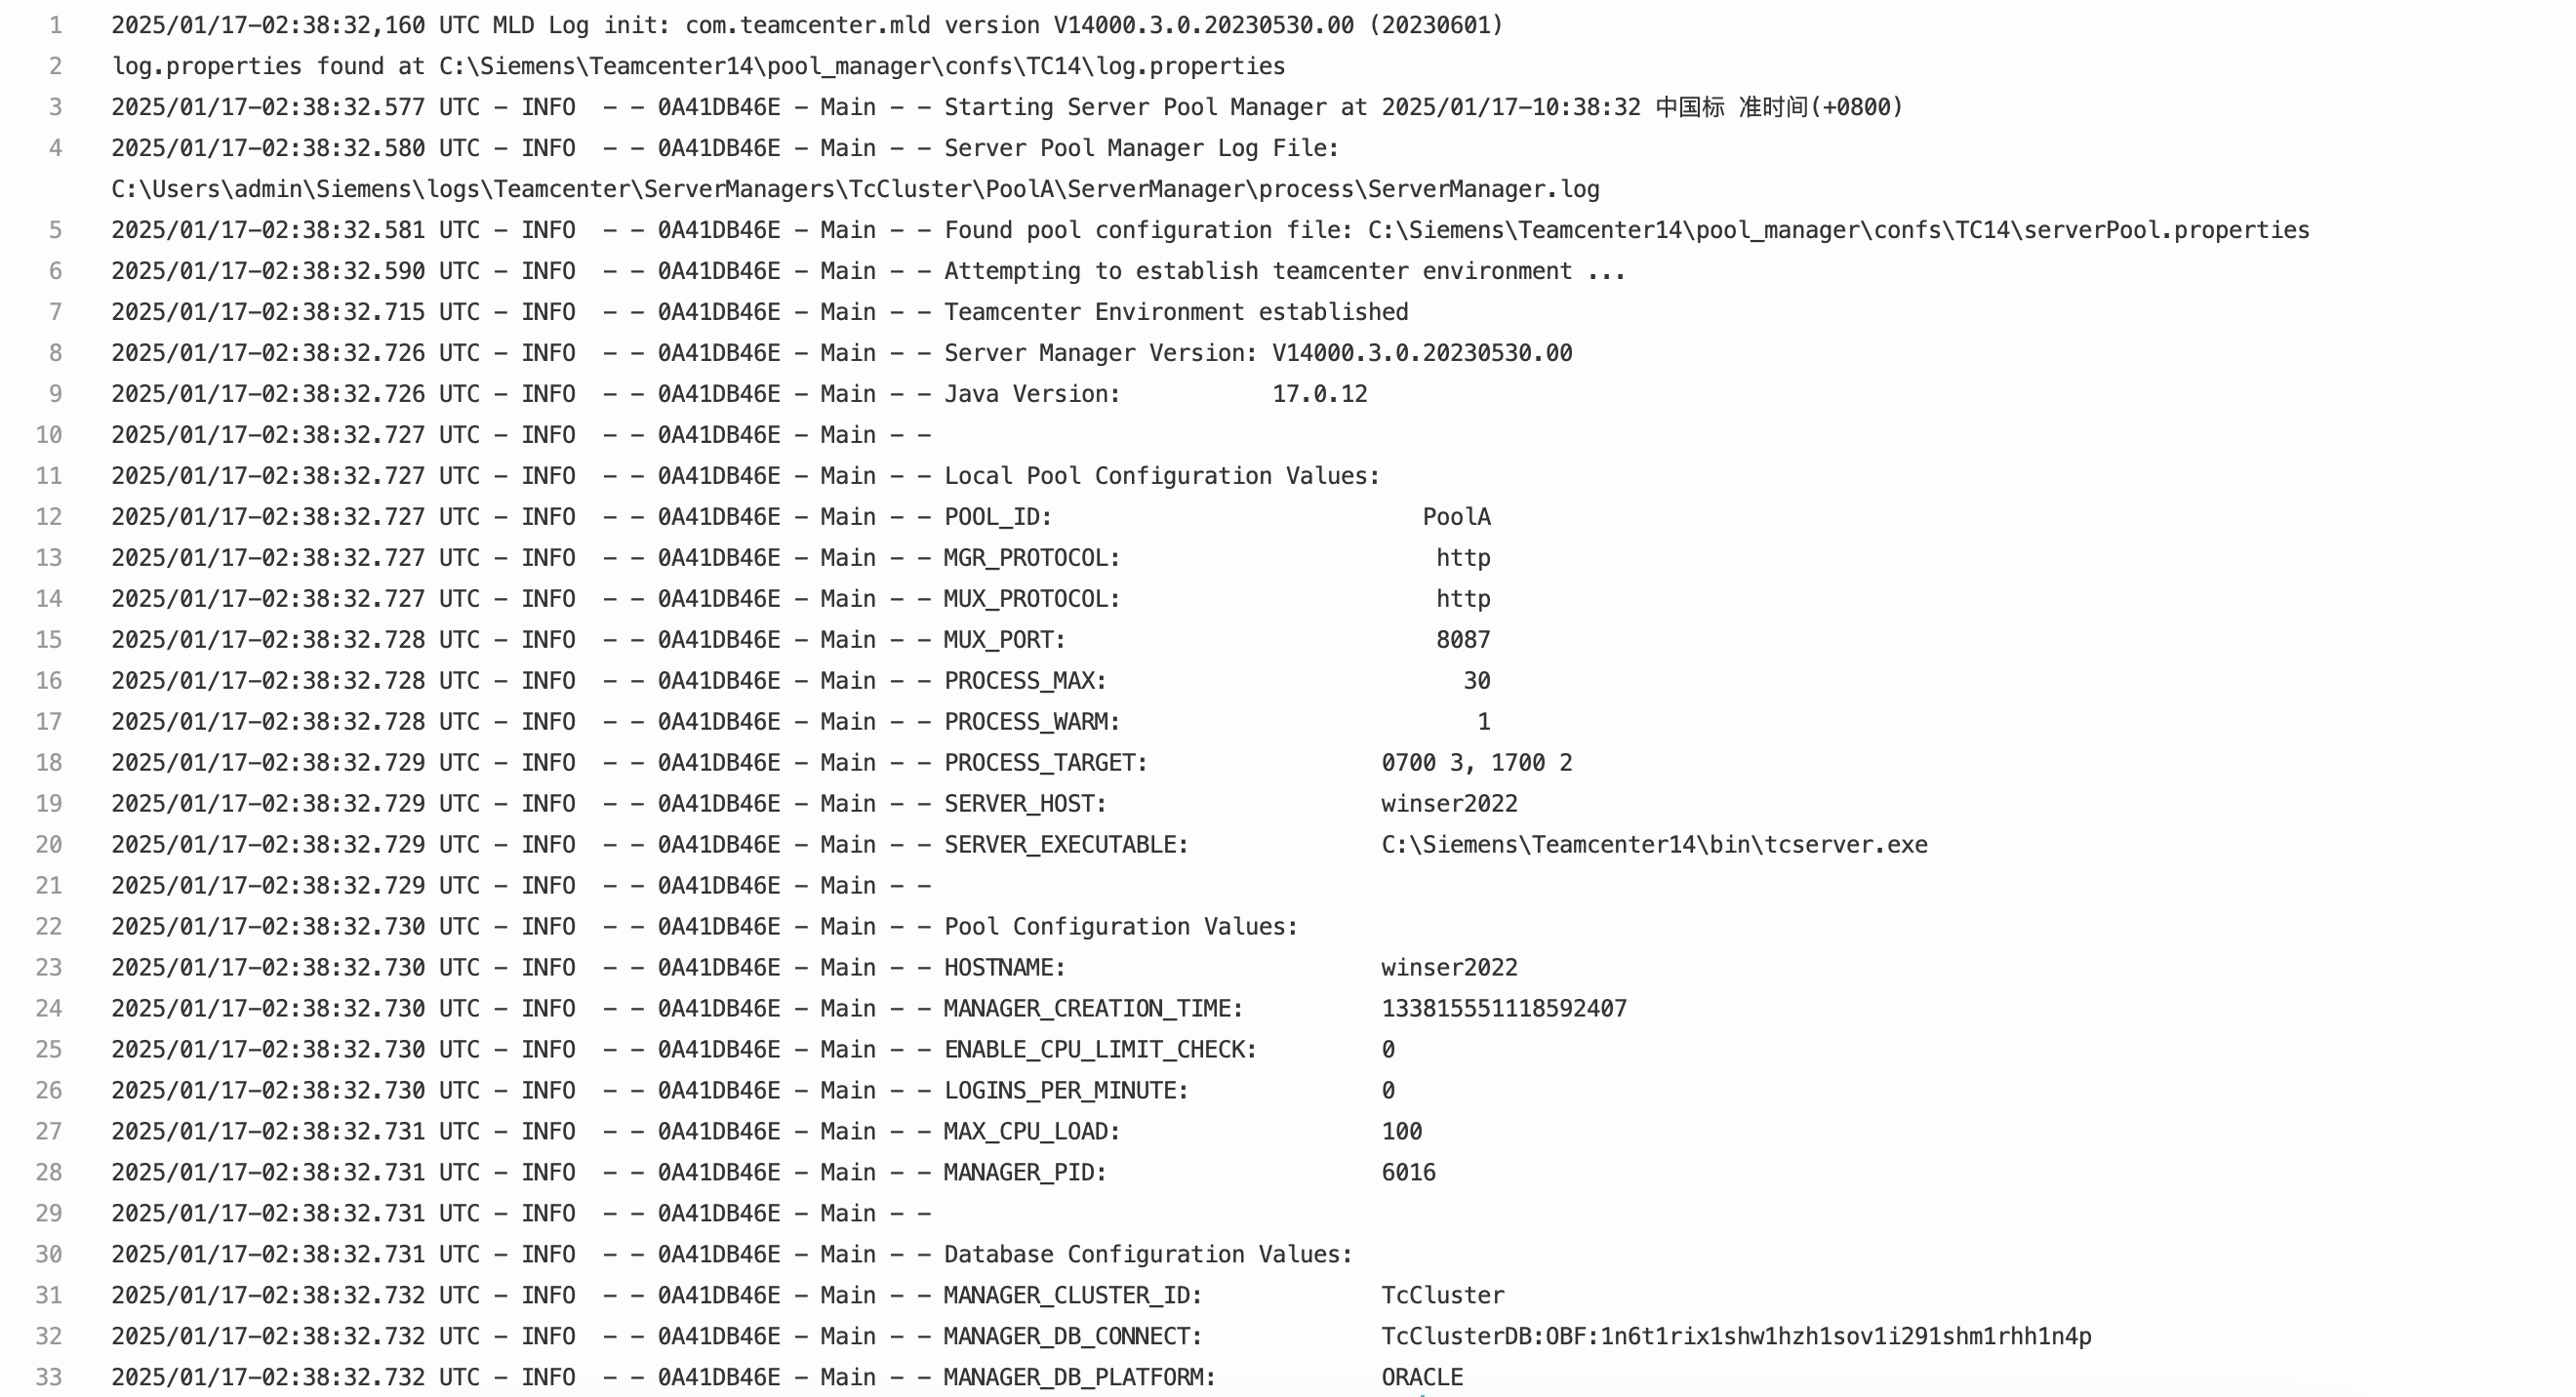 1 2025/01/17-02:38:32,160 UTC MLD Log init: com.teamcenter.mld version V14000.3.0.20230530.00 (20230601)
2 log.properties found at C:\Siemens\Teamcenter14\pool_manager\confs\TC14\log.properties
3 2025/01/17-02:38:32.577 UTC - INFO  - - 0A41DB46E - Main - - Starting Server Pool Manager at 2025/01/17-10:38:32 中国标 准时间(+0800)
4 2025/01/17-02:38:32.580 UTC - INFO  - - 0A41DB46E - Main - - Server Pool Manager Log File:
C:\Users\admin\Siemens\logs\Teamcenter\ServerManagers\TcCluster\PoolA\ServerManager\process\ServerManager.log
5 2025/01/17-02:38:32.581 UTC - INFO  - - 0A41DB46E - Main - - Found pool configuration file: C:\Siemens\Teamcenter14\pool_manager\confs\TC14\serverPool.properties
6 2025/01/17-02:38:32.590 UTC - INFO  - - 0A41DB46E - Main - - Attempting to establish teamcenter environment ...
7 2025/01/17-02:38:32.715 UTC - INFO  - - 0A41DB46E - Main - - Teamcenter Environment established
8 2025/01/17-02:38:32.726 UTC - INFO  - - 0A41DB46E - Main - - Server Manager Version: V14000.3.0.20230530.00
9 2025/01/17-02:38:32.726 UTC - INFO  - - 0A41DB46E - Main - - Java Version:           17.0.12
10 2025/01/17-02:38:32.727 UTC - INFO  - - 0A41DB46E - Main - -
11 2025/01/17-02:38:32.727 UTC - INFO  - - 0A41DB46E - Main - - Local Pool Configuration Values:
12 2025/01/17-02:38:32.727 UTC - INFO  - - 0A41DB46E - Main - - POOL_ID:                           PoolA
13 2025/01/17-02:38:32.727 UTC - INFO  - - 0A41DB46E - Main - - MGR_PROTOCOL:                       http
14 2025/01/17-02:38:32.727 UTC - INFO  - - 0A41DB46E - Main - - MUX_PROTOCOL:                       http
15 2025/01/17-02:38:32.728 UTC - INFO  - - 0A41DB46E - Main - - MUX_PORT:                           8087
16 2025/01/17-02:38:32.728 UTC - INFO  - - 0A41DB46E - Main - - PROCESS_MAX:                          30
17 2025/01/17-02:38:32.728 UTC - INFO  - - 0A41DB46E - Main - - PROCESS_WARM:                          1
18 2025/01/17-02:38:32.729 UTC - INFO  - - 0A41DB46E - Main - - PROCESS_TARGET:                 0700 3, 1700 2
19 2025/01/17-02:38:32.729 UTC - INFO  - - 0A41DB46E - Main - - SERVER_HOST:                    winser2022
20 2025/01/17-02:38:32.729 UTC - INFO  - - 0A41DB46E - Main - - SERVER_EXECUTABLE:              C:\Siemens\Teamcenter14\bin\tcserver.exe
21 2025/01/17-02:38:32.729 UTC - INFO  - - 0A41DB46E - Main - -
22 2025/01/17-02:38:32.730 UTC - INFO  - - 0A41DB46E - Main - - Pool Configuration Values:
23 2025/01/17-02:38:32.730 UTC - INFO  - - 0A41DB46E - Main - - HOSTNAME:                       winser2022
24 2025/01/17-02:38:32.730 UTC - INFO  - - 0A41DB46E - Main - - MANAGER_CREATION_TIME:          133815551118592407
25 2025/01/17-02:38:32.730 UTC - INFO  - - 0A41DB46E - Main - - ENABLE_CPU_LIMIT_CHECK:         0
26 2025/01/17-02:38:32.730 UTC - INFO  - - 0A41DB46E - Main - - LOGINS_PER_MINUTE:              0
27 2025/01/17-02:38:32.731 UTC - INFO  - - 0A41DB46E - Main - - MAX_CPU_LOAD:                   100
28 2025/01/17-02:38:32.731 UTC - INFO  - - 0A41DB46E - Main - - MANAGER_PID:                    6016
29 2025/01/17-02:38:32.731 UTC - INFO  - - 0A41DB46E - Main - -
30 2025/01/17-02:38:32.731 UTC - INFO  - - 0A41DB46E - Main - - Database Configuration Values:
31 2025/01/17-02:38:32.732 UTC - INFO  - - 0A41DB46E - Main - - MANAGER_CLUSTER_ID:             TcCluster
32 2025/01/17-02:38:32.732 UTC - INFO  - - 0A41DB46E - Main - - MANAGER_DB_CONNECT:             TcClusterDB:OBF:1n6t1rix1shw1hzh1sov1i291shm1rhh1n4p
33 2025/01/17-02:38:32.732 UTC - INFO  - - 0A41DB46E - Main - - MANAGER_DB_PLATFORM:            ORACLE